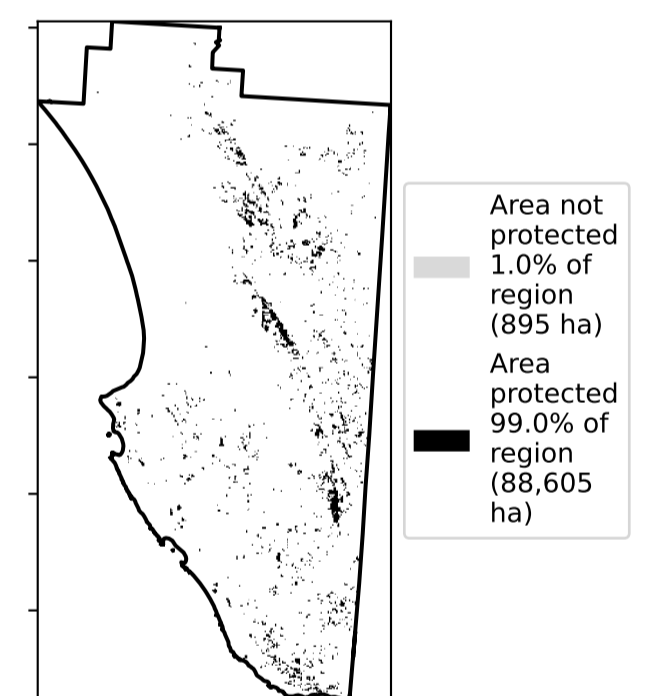 Area not
protected
1.0% of
region
(895 ha)
Area
protected
99.0% of
region
(88,605
ha)